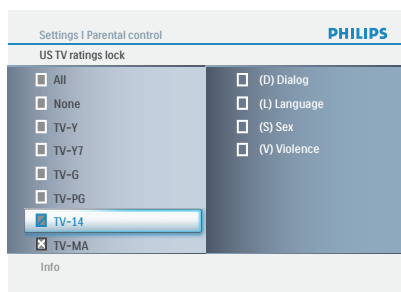 Settings | Parental control
PHILIPS
US TV ratings lock
All
None
TV-Y
TV-Y7
TV-G
TV-PG
TV-14
TV-MA
(D) Dialog
(L) Language
(S) Sex
(V) Violence
Info